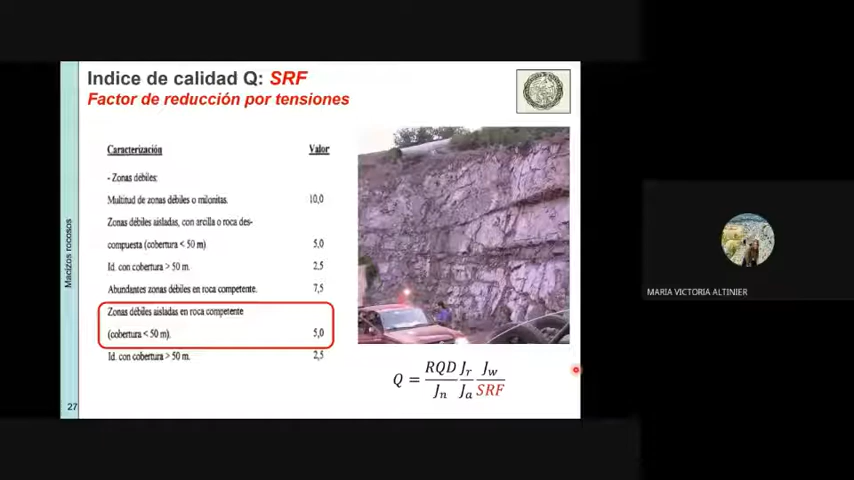 Indice de calidad Q: SRF
Factor de reducción por tensiones
Caracterización Valor
- Zonas débiles:
Multitud de zonas débiles o milonitas. 10,0
Zonas débiles aisladas, con arcilla o roca des-
compuesta (cobertura < 50 m) 5,0
Id. con cobertura > 50 m. 2,5
Abundantes zonas débiles en roca competente. 7,5
Zonas débiles aisladas en roca competente
(cobertura < 50 m). 5,0
Id. con cobertura > 50 m. 2,5
Q = RQD/Jn Jr/Ja Jw/SRF
Macizos rocosos
27
MARIA VICTORIA ALTINIER